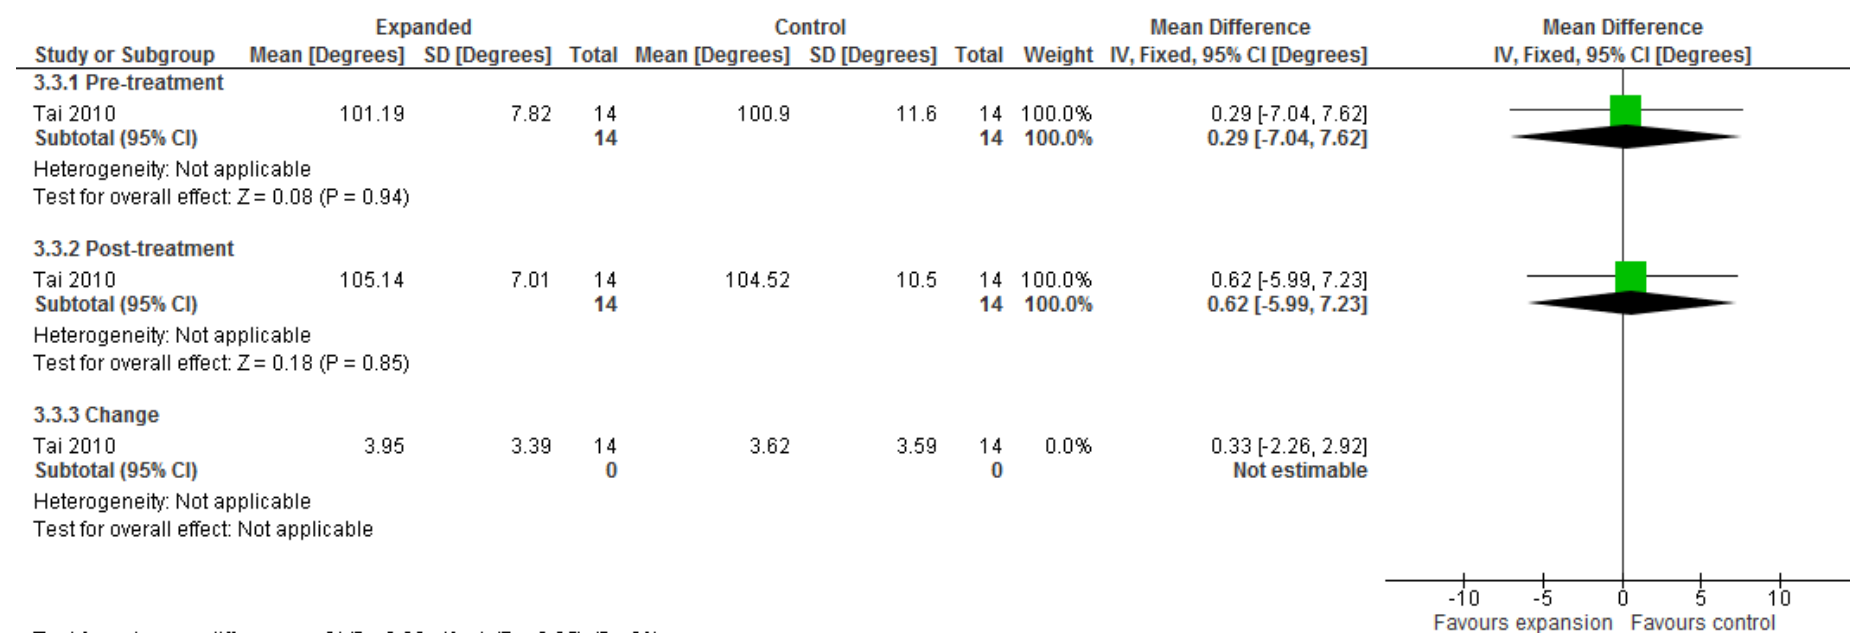 Expanded Control Mean Difference Mean Difference
Study or Subgroup Mean [Degrees] SD [Degrees] Total Mean [Degrees] SD [Degrees] Total Weight IV, Fixed, 95% CI [Degrees] IV, Fixed, 95% CI [Degrees]
3.3.1 Pre-treatment
Tai 2010 101.19 7.82 14 100.9 11.6 14 100.0% 0.29 [-7.04, 7.62]
Subtotal (95% CI) 14 14 100.0% 0.29 [-7.04, 7.62]
Heterogeneity: Not applicable
Test for overall effect: Z = 0.08 (P = 0.94)
3.3.2 Post-treatment
Tai 2010 105.14 7.01 14 104.52 10.5 14 100.0% 0.62 [-5.99, 7.23]
Subtotal (95% CI) 14 14 100.0% 0.62 [-5.99, 7.23]
Heterogeneity: Not applicable
Test for overall effect: Z = 0.18 (P = 0.85)
3.3.3 Change
Tai 2010 3.95 3.39 14 3.62 3.59 14 0.0% 0.33 [-2.26, 2.92]
Subtotal (95% CI) 0 0 Not estimable
Heterogeneity: Not applicable
Test for overall effect: Not applicable
-10 -5 0 5 10
Favours expansion Favours control